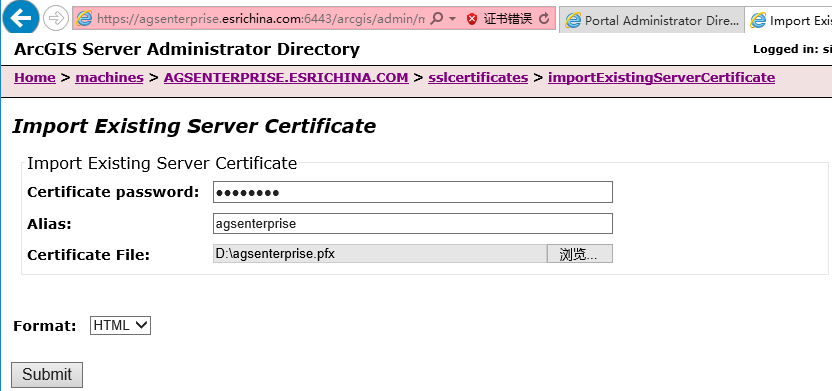 https://agsenterprise.esrichina.com:6443/arcgis/admin/m 证书错误 Portal Administrator Dire... Import Exis
ArcGIS Server Administrator Directory Logged in: si
Home > machines > AGSENTERPRISE.ESRICHINA.COM > sslcertificates > importExistingServerCertificate
Import Existing Server Certificate
Import Existing Server Certificate
Certificate password: ●●●●●●●●
Alias: agsenterprise
Certificate File: D:\agsenterprise.pfx 浏览...
Format: HTML
Submit